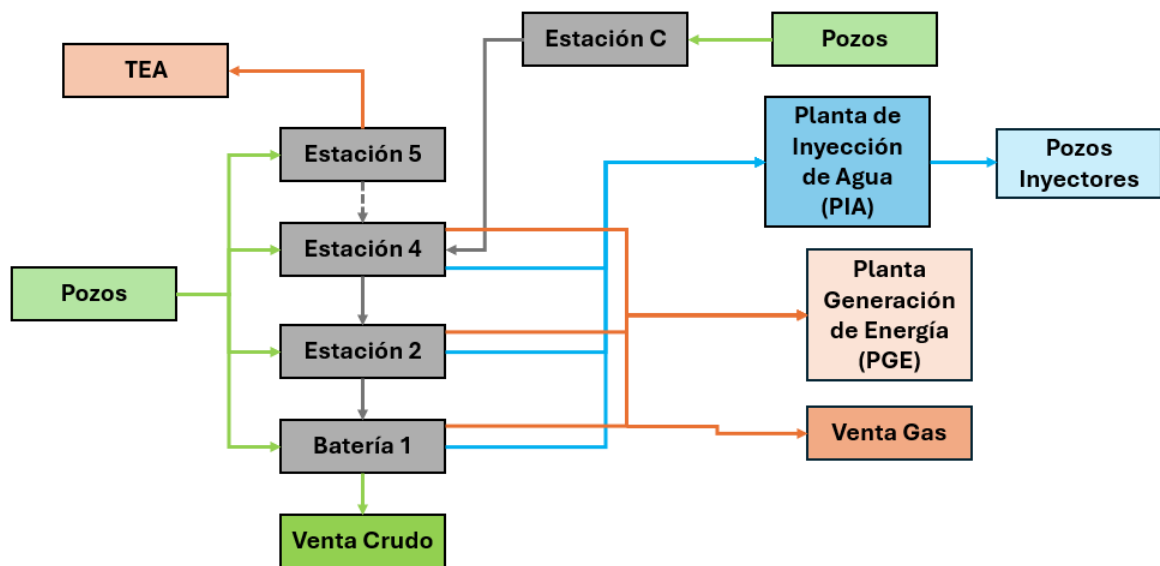 Estación C
Pozos
TEA
Planta de
Inyección
de Agua
(PIA)
Pozos
Inyectores
Estación 5
Estación 4
Pozos
Planta
Generación
de Energía
(PGE)
Estación 2
Batería 1
Venta Gas
Venta Crudo